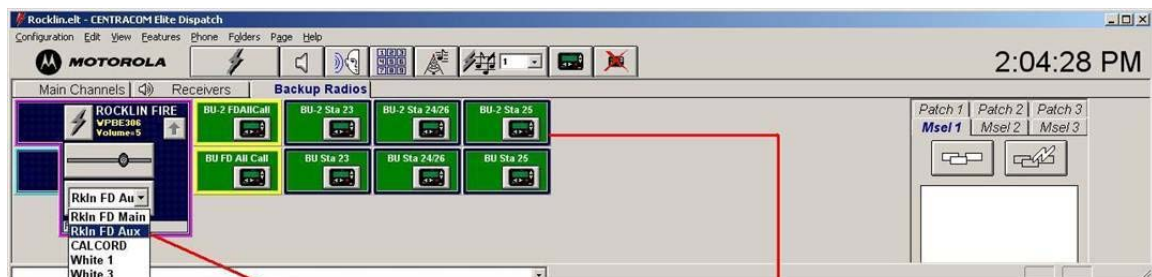 Rocklin.elt - CENTRACOM Elite Dispatch
Configuration Edit View Features Phone Folders Page Help
MOTOROLA
1
2:04:28 PM
Main Channels Receivers Backup Radios
ROCKLIN FIRE
WPBE306
Volume=5
BU-2 FDAllCall BU-2 Sta 23 BU-2 Sta 24/26 BU-2 Sta 25
BU FD All Call BU Sta 23 BU Sta 24/26 BU Sta 25
Patch 1 Patch 2 Patch 3
Msel 1 Msel 2 Msel 3
Rkln FD Au
Rkln FD Main
Rkln FD Aux
CALCORD
White 1
White 3